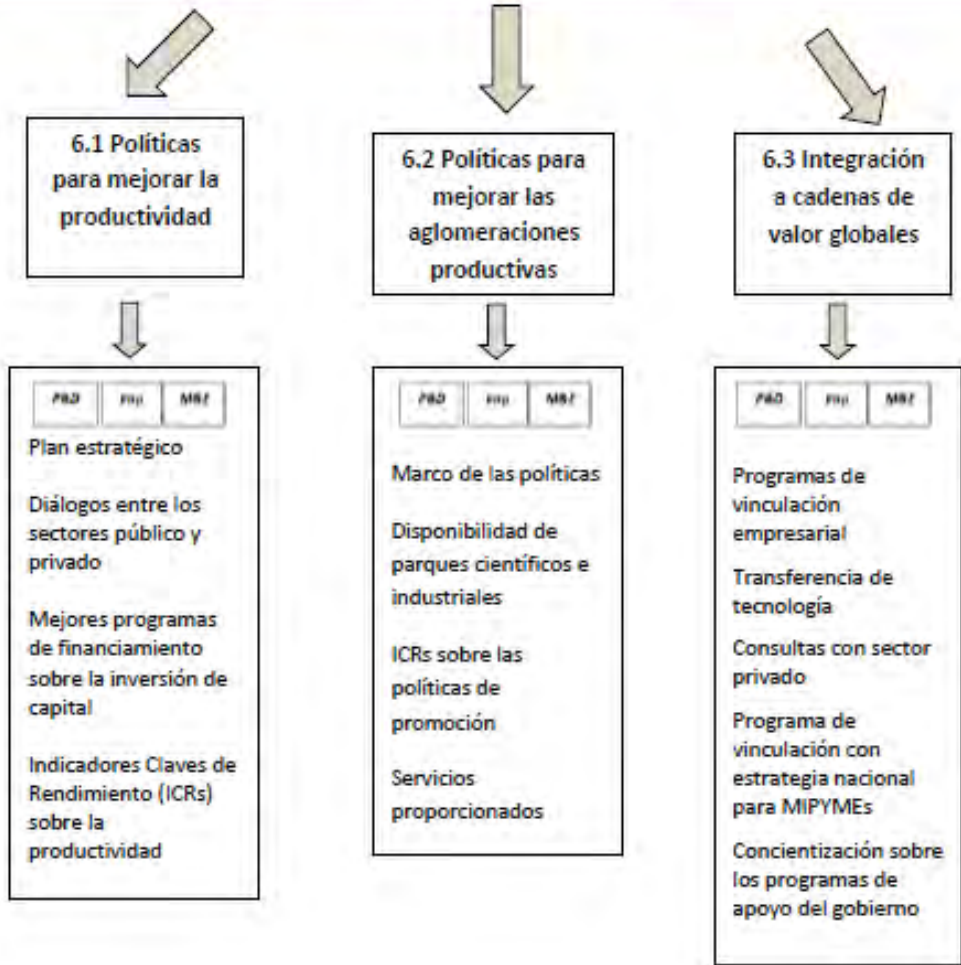 6.1 Políticas
para mejorar la
productividad
P&D
Imp
M&E
Plan estratégico
Diálogos entre los
sectores público y
privado
Mejores programas
de financiamiento
sobre la inversión de
capital
Indicadores Claves de
Rendimiento (ICRs)
sobre la
productividad
6.2 Políticas para
mejorar las
aglomeraciones
productivas
P&D
Imp
M&E
Marco de las políticas
Disponibilidad de
parques científicos e
industriales
ICRs sobre las
políticas de
promoción
Servicios
proporcionados
6.3 Integración
a cadenas de
valor globales
P&D
Imp
M&E
Programas de
vinculación
empresarial
Transferencia de
tecnología
Consultas con sector
privado
Programa de
vinculación con
estrategia nacional
para MIPYMEs
Concientización sobre
los programas de
apoyo del gobierno